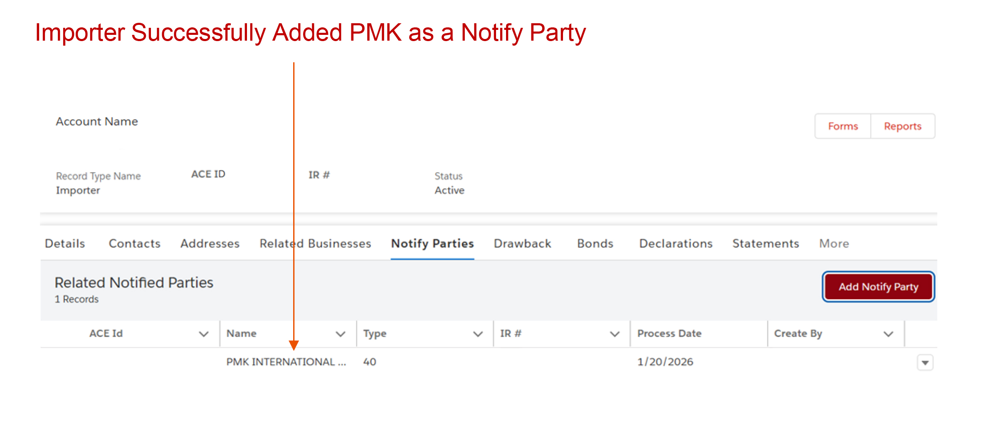 Importer Successfully Added PMK as a Notify Party
Account Name
Forms Reports
Record Type Name ACE ID IR # Status
Importer Active
Details Contacts Addresses Related Businesses Notify Parties Drawback Bonds Declarations Statements More
Related Notified Parties
1 Records
Add Notify Party
ACE Id Name Type IR # Process Date Create By
PMK INTERNATIONAL ... 40 1/20/2026